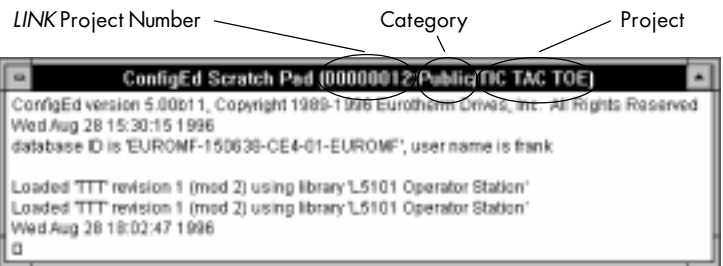 LINK Project Number Category Project
ConfigEd Scratch Pad (00000012/Public/TIC TAC TOE)
ConfigEd version 5.00b11, Copyright 1989-1996 Eurotherm Drives, Inc. All Rights Reserved
Wed Aug 28 15:30:15 1996
database ID is 'EUROMF-150638-CE4-01-EUROMF', user name is frank
Loaded 'TTT' revision 1 (mod 2) using library 'L5101 Operator Station'
Loaded 'TTT' revision 1 (mod 2) using library 'L5101 Operator Station'
Wed Aug 28 18:02:47 1996